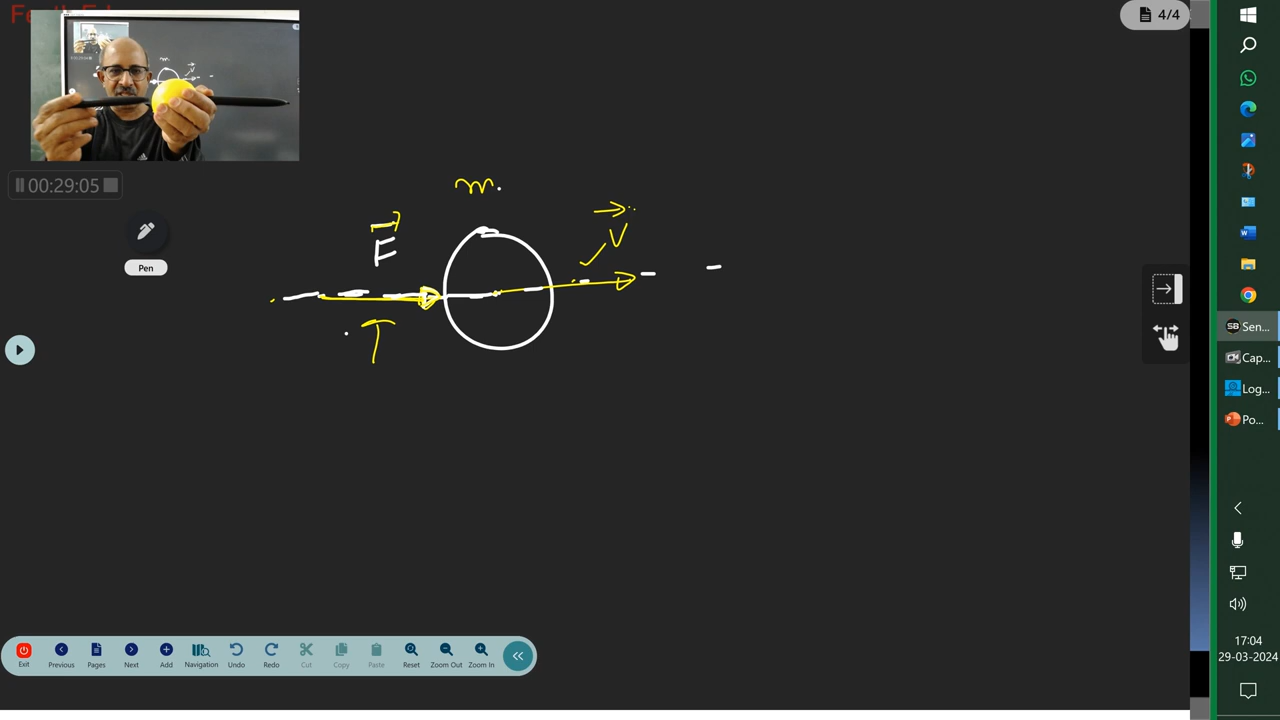 4/4
00:29:05
Pen
m
F
V
T
Exit
Previous
Pages
Next
Add
Navigation
Undo
Redo
Cut
Copy
Paste
Reset
Zoom Out
Zoom In
Sen...
Cap...
Log...
Po...
17:04
29-03-2024